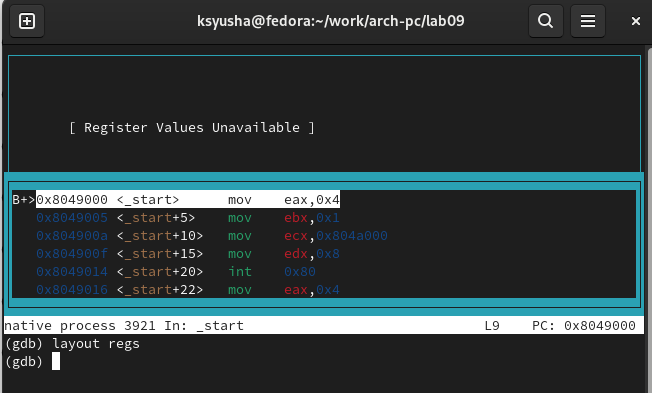 ksyusha@fedora:~/work/arch-pc/lab09
[ Register Values Unavailable ]
B+>0x8049000 <_start> mov eax,0x4
0x8049005 <_start+5> mov ebx,0x1
0x804900a <_start+10> mov ecx,0x804a000
0x804900f <_start+15> mov edx,0x8
0x8049014 <_start+20> int 0x80
0x8049016 <_start+22> mov eax,0x4
native process 3921 In: _start L9 PC: 0x8049000
(gdb) layout regs
(gdb)